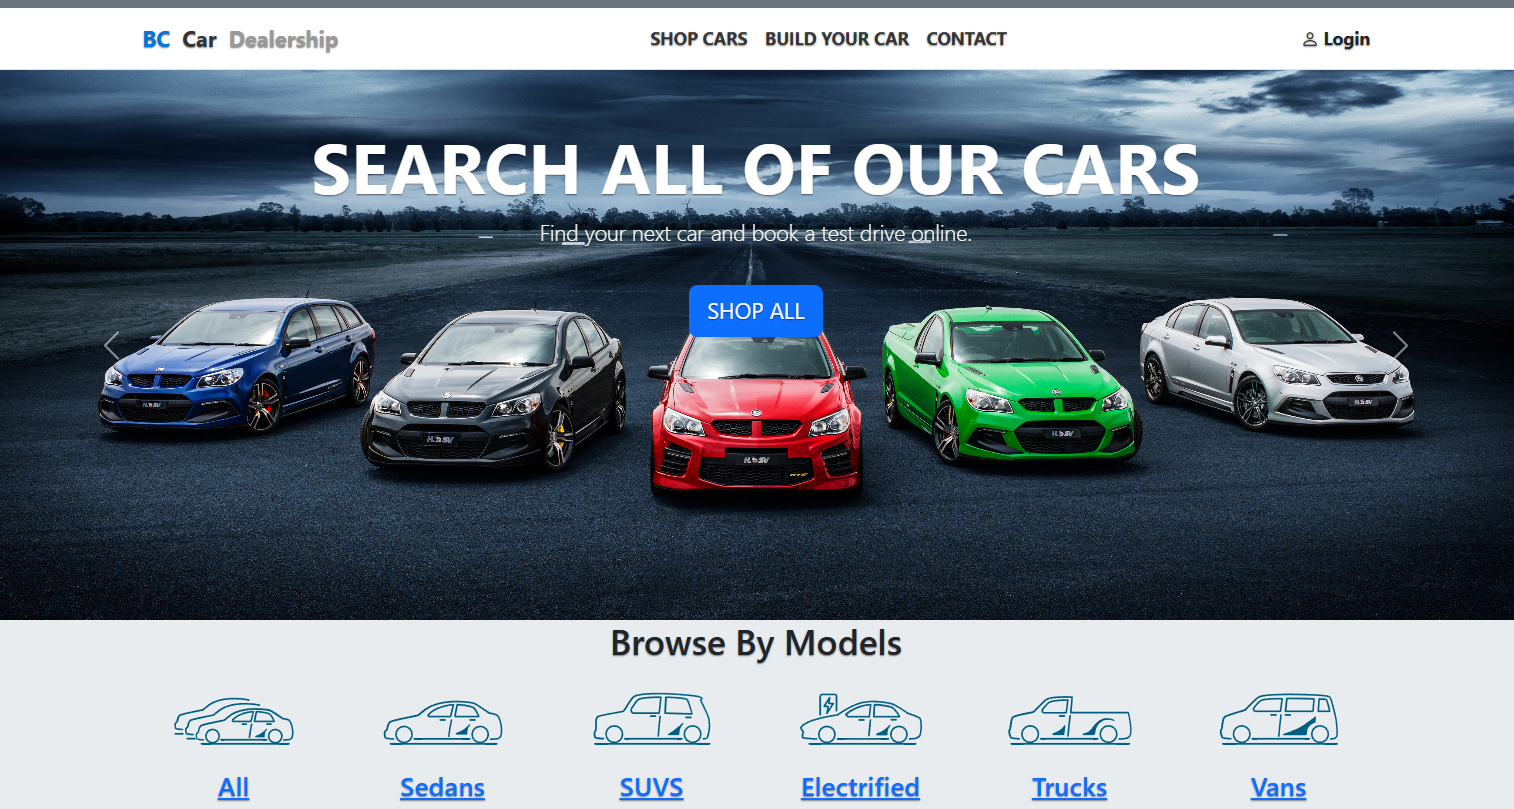 BC Car Dealership
SHOP CARS BUILD YOUR CAR CONTACT
Login
SEARCH ALL OF OUR CARS
Find your next car and book a test drive online.
SHOP ALL
Browse By Models
All Sedans SUVS Electrified Trucks Vans